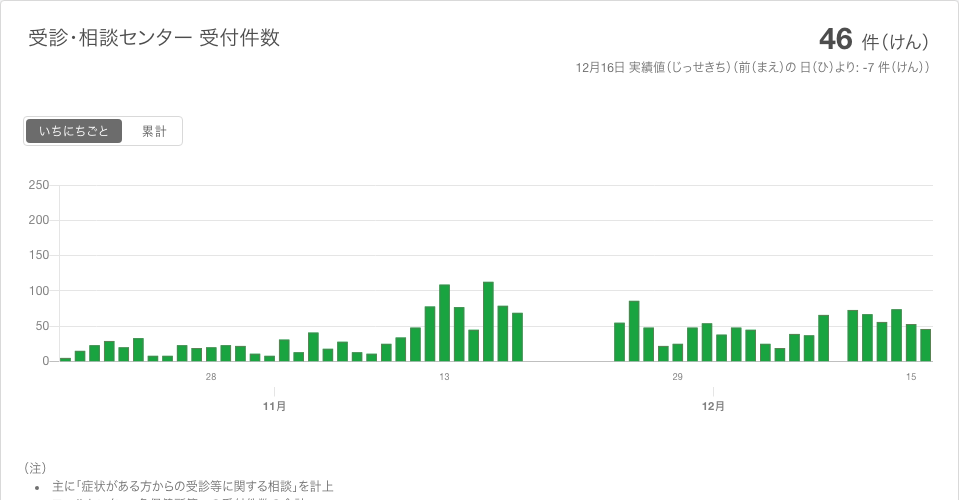 受診･相談センター 受付件数
46 件（けん）
12月16日 実績値（じっせきち）（前（まえ）の 日（ひ）より: -7 件（けん））
いちにちごと
累計
250
200
150
100
50
0
28
13
29
15
11月
12月
（注）
主に「症状がある方からの受診等に関する相談」を計上